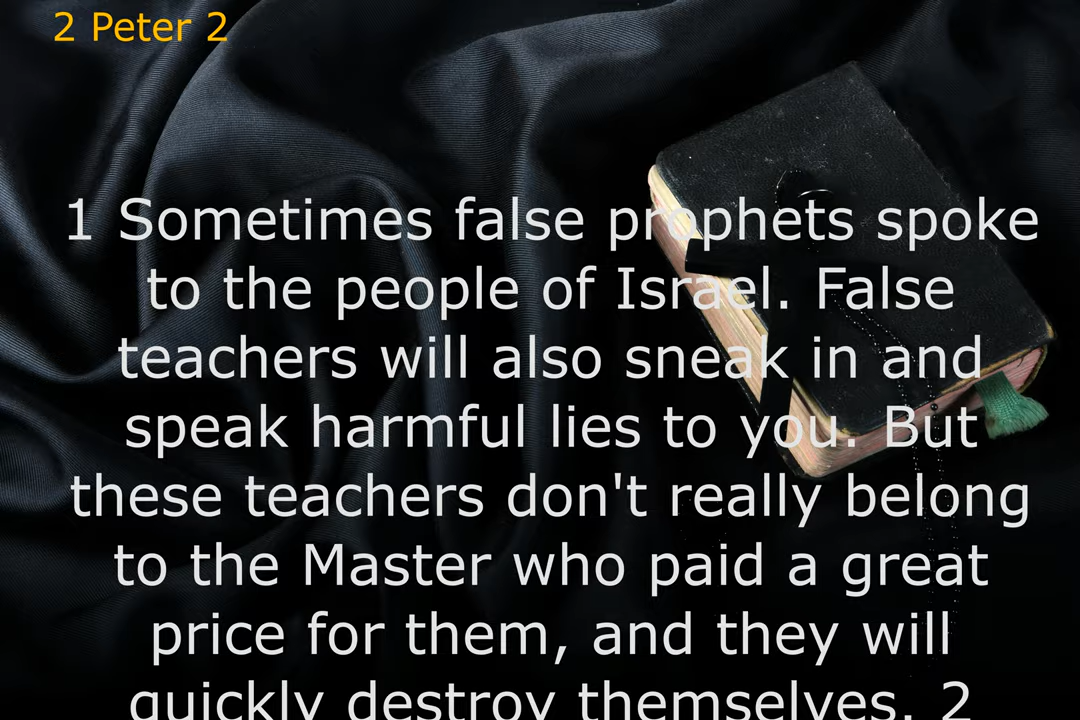 2 Peter 2
1 Sometimes false prophets spoke
to the people of Israel. False
teachers will also sneak in and
speak harmful lies to you. But
these teachers don't really belong
to the Master who paid a great
price for them, and they will
quickly destroy themselves. 2